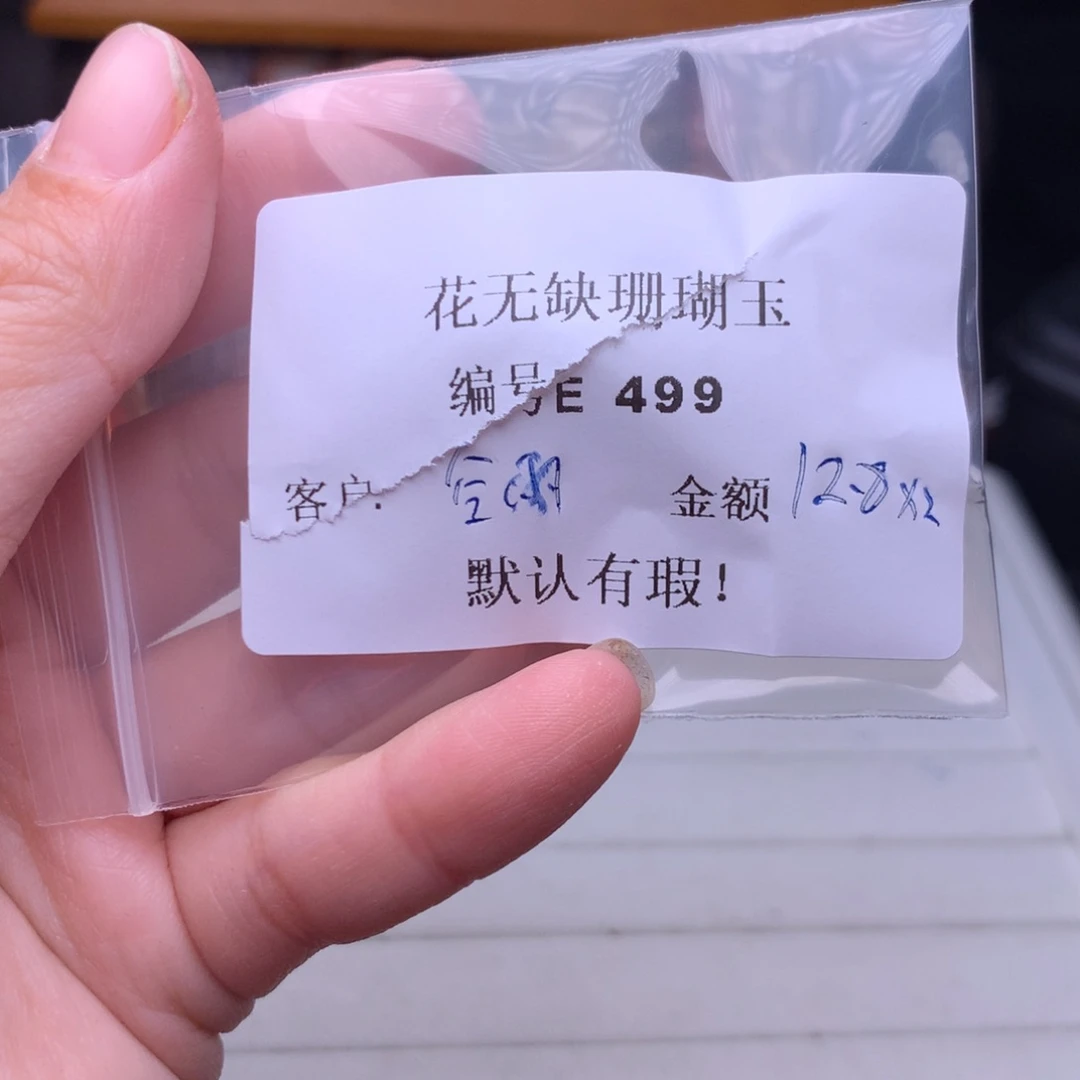 花无缺珊瑚玉
编号E 499
客户: 金额 128x2
默认有瑕!